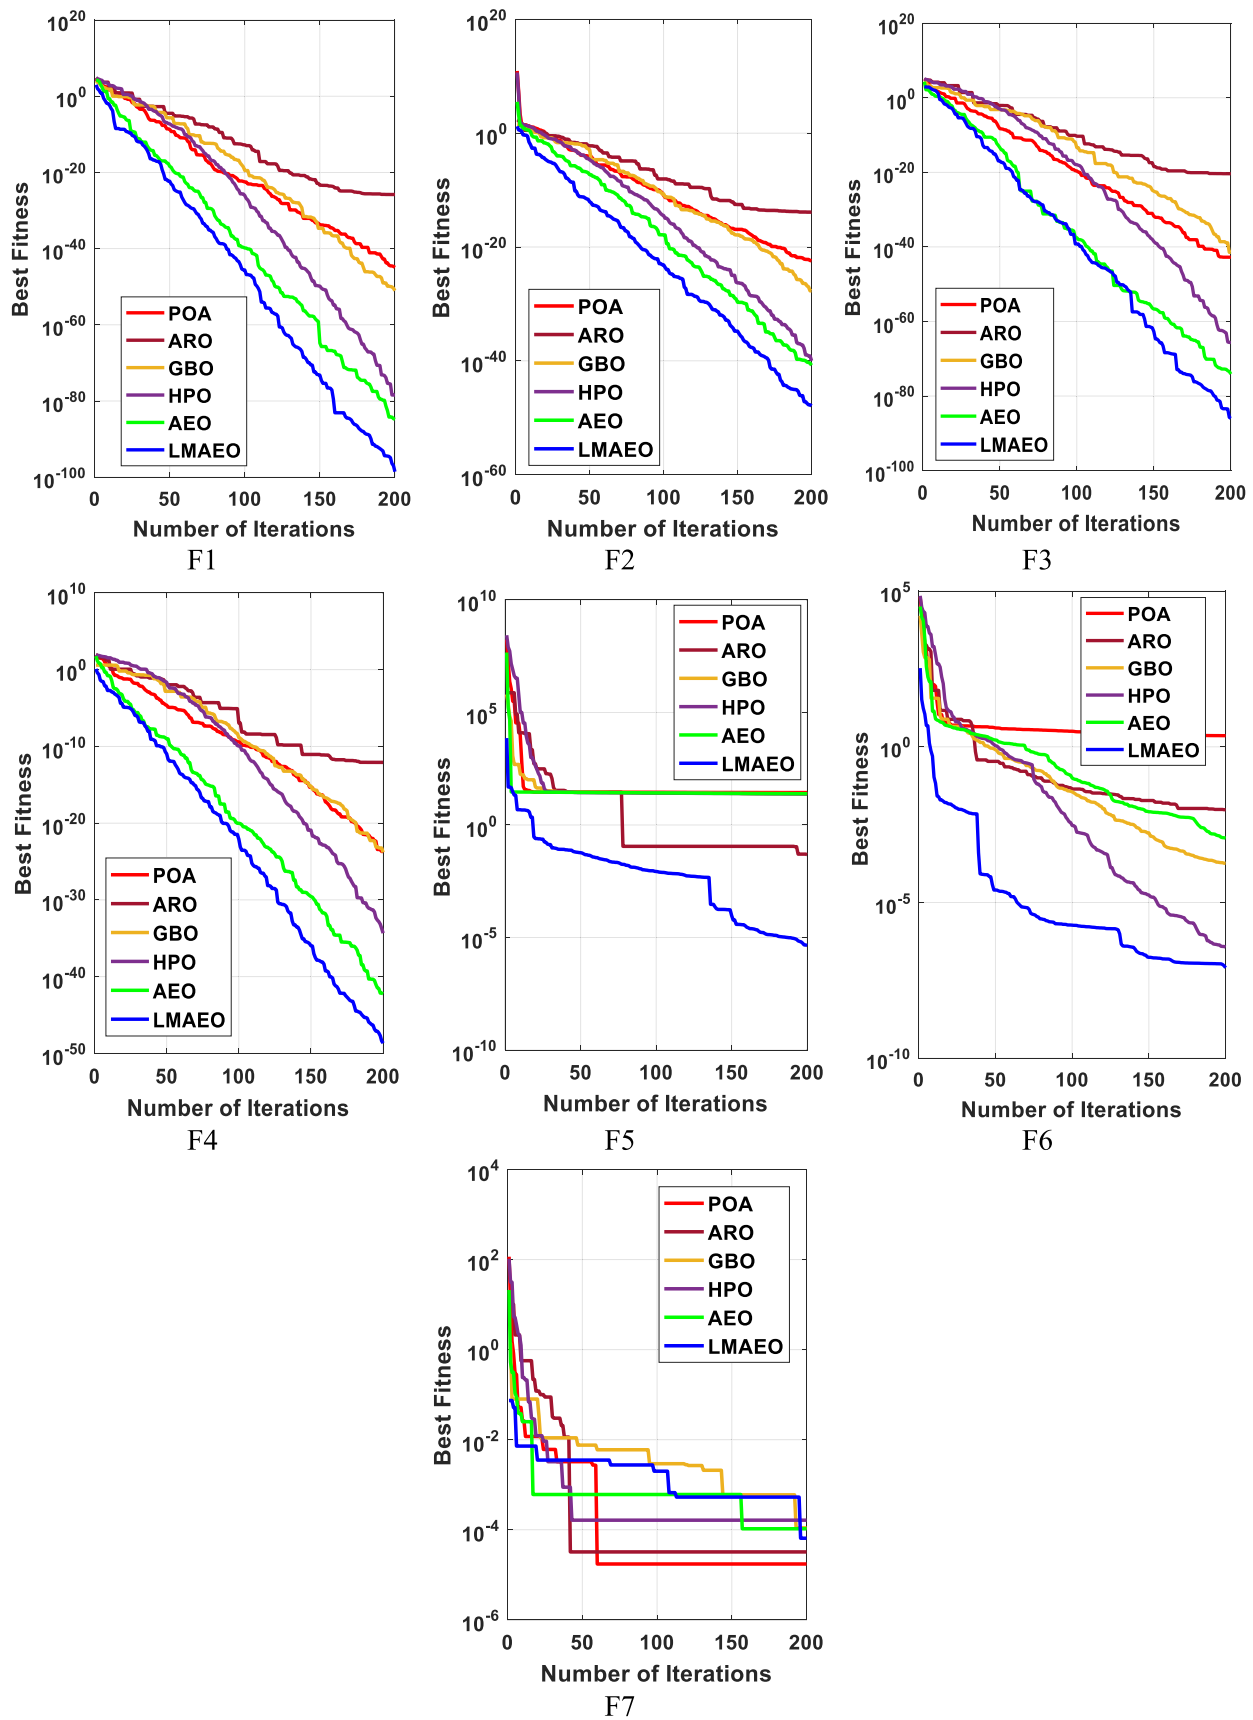 10^20
10^0
10^-20
10^-40
10^-60
10^-80
10^-100
Best Fitness
POA
ARO
GBO
HPO
AEO
LMAEO
0 50 100 150 200
Number of Iterations
F1
10^20
10^0
10^-20
10^-40
10^-60
Best Fitness
POA
ARO
GBO
HPO
AEO
LMAEO
0 50 100 150 200
Number of Iterations
F2
10^20
10^0
10^-20
10^-40
10^-60
10^-80
10^-100
Best Fitness
POA
ARO
GBO
HPO
AEO
LMAEO
0 50 100 150 200
Number of Iterations
F3
10^10
10^0
10^-10
10^-20
10^-30
10^-40
10^-50
Best Fitness
POA
ARO
GBO
HPO
AEO
LMAEO
0 50 100 150 200
Number of Iterations
F4
10^10
10^5
10^0
10^-5
10^-10
Best Fitness
POA
ARO
GBO
HPO
AEO
LMAEO
0 50 100 150 200
Number of Iterations
F5
10^5
10^0
10^-5
10^-10
Best Fitness
POA
ARO
GBO
HPO
AEO
LMAEO
0 50 100 150 200
Number of Iterations
F6
10^4
10^2
10^0
10^-2
10^-4
10^-6
Best Fitness
POA
ARO
GBO
HPO
AEO
LMAEO
0 50 100 150 200
Number of Iterations
F7